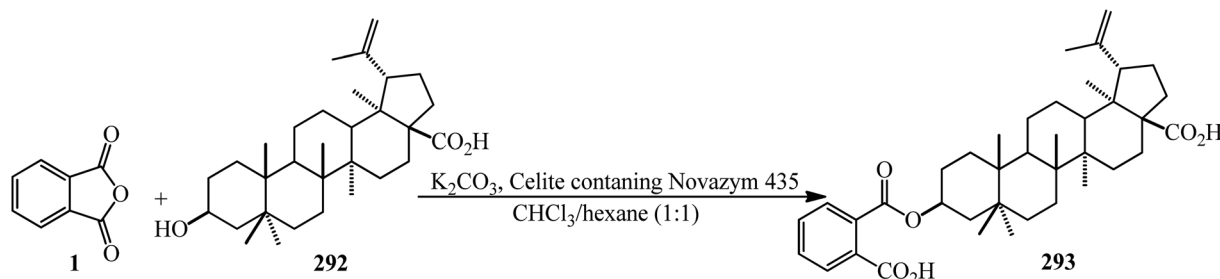 O
O
O
1
+
HO
CO₂H
292
K₂CO₃, Celite contaning Novazym 435
CHCl₃/hexane (1:1)
O
O
CO₂H
CO₂H
293